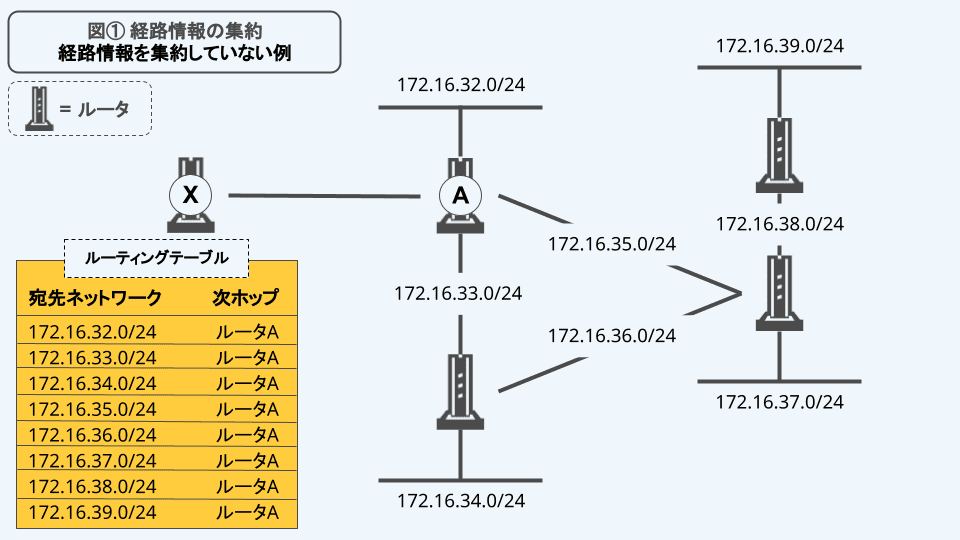 図① 経路情報の集約
経路情報を集約していない例
= ルータ
172.16.32.0/24
172.16.39.0/24
X
A
172.16.38.0/24
172.16.35.0/24
172.16.33.0/24
172.16.36.0/24
172.16.37.0/24
172.16.34.0/24
ルーティングテーブル
宛先ネットワーク 次ホップ
172.16.32.0/24 ルータA
172.16.33.0/24 ルータA
172.16.34.0/24 ルータA
172.16.35.0/24 ルータA
172.16.36.0/24 ルータA
172.16.37.0/24 ルータA
172.16.38.0/24 ルータA
172.16.39.0/24 ルータA